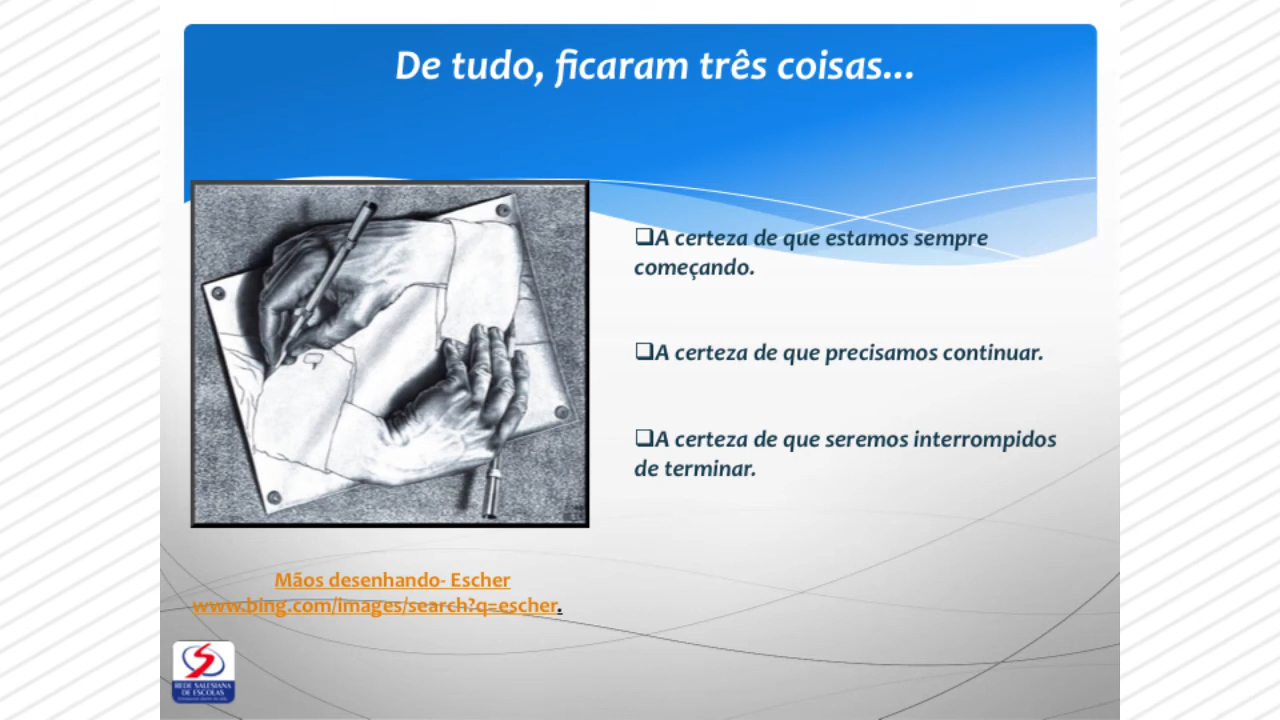 De tudo, ficaram três coisas...
❑A certeza de que estamos sempre
começando.
❑A certeza de que precisamos continuar.
❑A certeza de que seremos interrompidos
de terminar.
Mãos desenhando- Escher
www.bing.com/images/search?q=escher.
REDE SALESIANA
DE ESCOLAS